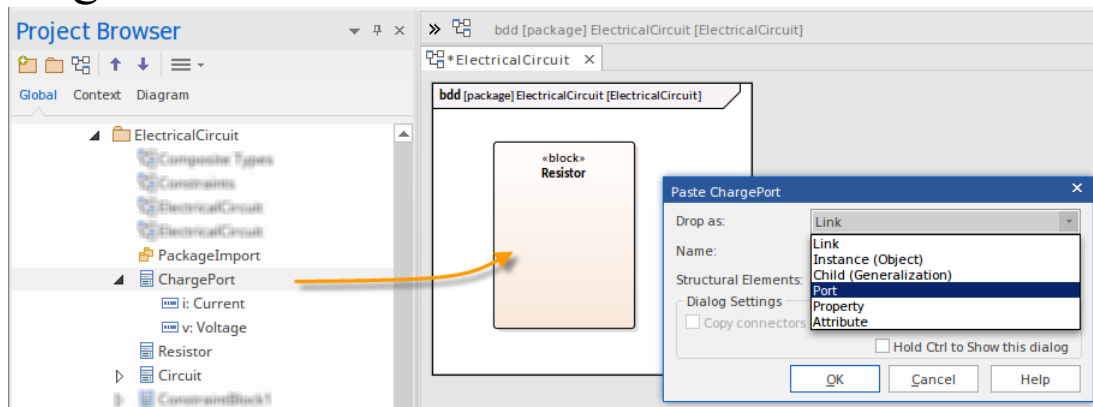 Project Browser
Global Context Diagram
ElectricalCircuit
PackageImport
ChargePort
i: Current
v: Voltage
Resistor
Circuit
bdd [package] ElectricalCircuit [ElectricalCircuit]
*ElectricalCircuit
bdd [package] ElectricalCircuit [ElectricalCircuit]
«block»
Resistor
Paste ChargePort
Drop as: Link
Link
Instance (Object)
Name:
Child (Generalization)
Structural Elements:
Port
Dialog Settings
Property
Copy connectors
Attribute
Hold Ctrl to Show this dialog
OK Cancel Help